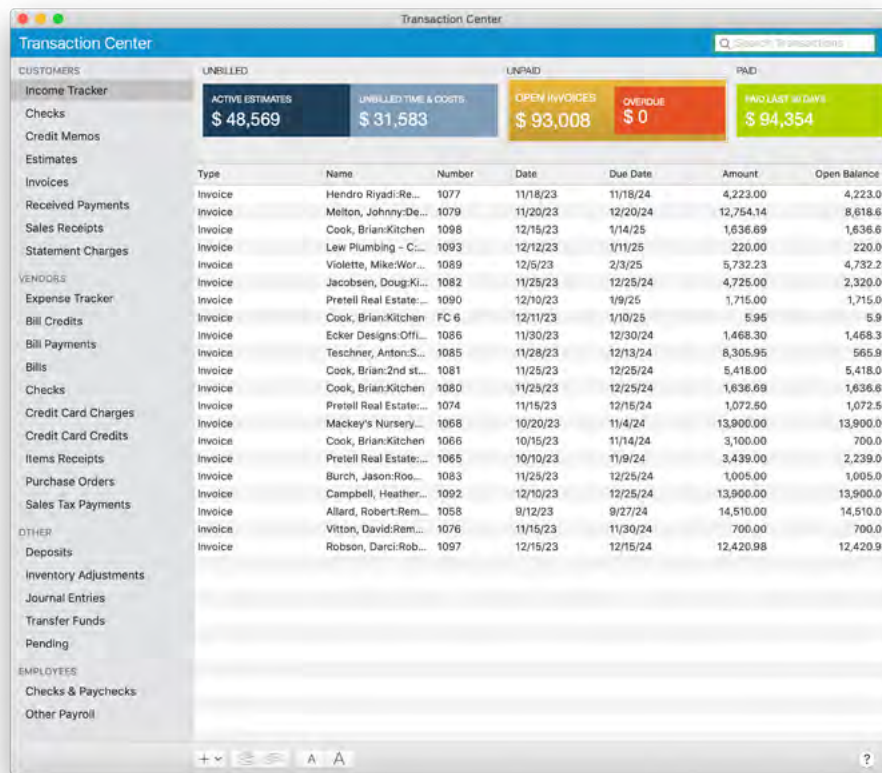 Transaction Center
Transaction Center
Search Transactions
CUSTOMERS
Income Tracker
Checks
Credit Memos
Estimates
Invoices
Received Payments
Sales Receipts
Statement Charges
VENDORS
Expense Tracker
Bill Credits
Bill Payments
Bills
Checks
Credit Card Charges
Credit Card Credits
Items Receipts
Purchase Orders
Sales Tax Payments
OTHER
Deposits
Inventory Adjustments
Journal Entries
Transfer Funds
Pending
EMPLOYEES
Checks & Paychecks
Other Payroll
UNBILLED UNPAID PAID
ACTIVE ESTIMATES UNBILLED TIME & COSTS OPEN INVOICES OVERDUE PAID LAST 30 DAYS
$ 48,569 $ 31,583 $ 93,008 $ 0 $ 94,354
Type Name Number Date Due Date Amount Open Balance
Invoice Hendro Riyadi:Re... 1077 11/18/23 11/18/24 4,223.00 4,223.0
Invoice Melton, Johnny:De... 1079 11/20/23 12/20/24 12,754.14 8,618.6
Invoice Cook, Brian:Kitchen 1098 12/15/23 1/14/25 1,636.69 1,636.6
Invoice Lew Plumbing - C:... 1093 12/12/23 1/11/25 220.00 220.0
Invoice Violette, Mike:Wor... 1089 12/5/23 2/3/25 5,732.23 4,732.2
Invoice Jacobsen, Doug:Ki... 1082 11/25/23 12/25/24 4,725.00 2,320.0
Invoice Pretell Real Estate:... 1090 12/10/23 1/9/25 1,715.00 1,715.0
Invoice Cook, Brian:Kitchen FC 6 12/11/23 1/10/25 5.95 5.9
Invoice Ecker Designs:Offi... 1086 11/30/23 12/30/24 1,468.30 1,468.3
Invoice Teschner, Anton:S... 1085 11/28/23 12/13/24 8,305.95 565.9
Invoice Cook, Brian:2nd st... 1081 11/25/23 12/25/24 5,418.00 5,418.0
Invoice Cook, Brian:Kitchen 1080 11/25/23 12/25/24 1,636.69 1,636.6
Invoice Pretell Real Estate:... 1074 11/15/23 12/15/24 1,072.50 1,072.5
Invoice Mackey's Nursery... 1068 10/20/23 11/4/24 13,900.00 13,900.0
Invoice Cook, Brian:Kitchen 1066 10/15/23 11/14/24 3,100.00 700.0
Invoice Pretell Real Estate:... 1065 10/10/23 11/9/24 3,439.00 2,239.0
Invoice Burch, Jason:Roo... 1083 11/25/23 12/25/24 1,005.00 1,005.0
Invoice Campbell, Heather... 1092 12/10/23 12/25/24 13,900.00 13,900.0
Invoice Allard, Robert:Rem... 1058 9/12/23 9/27/24 14,510.00 14,510.0
Invoice Vitton, David:Rem... 1076 11/15/23 11/30/24 700.00 700.0
Invoice Robson, Darci:Rob... 1097 12/15/23 12/15/24 12,420.98 12,420.9
A A ?